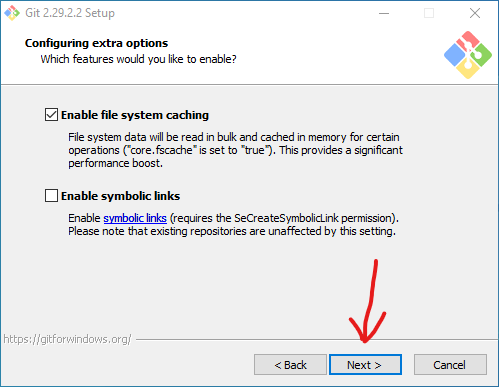 Git 2.29.2.2 Setup
Configuring extra options
Which features would you like to enable?
Enable file system caching
File system data will be read in bulk and cached in memory for certain
operations ("core.fscache" is set to "true"). This provides a significant
performance boost.
Enable symbolic links
Enable symbolic links (requires the SeCreateSymbolicLink permission).
Please note that existing repositories are unaffected by this setting.
https://gitforwindows.org/
< Back
Next >
Cancel